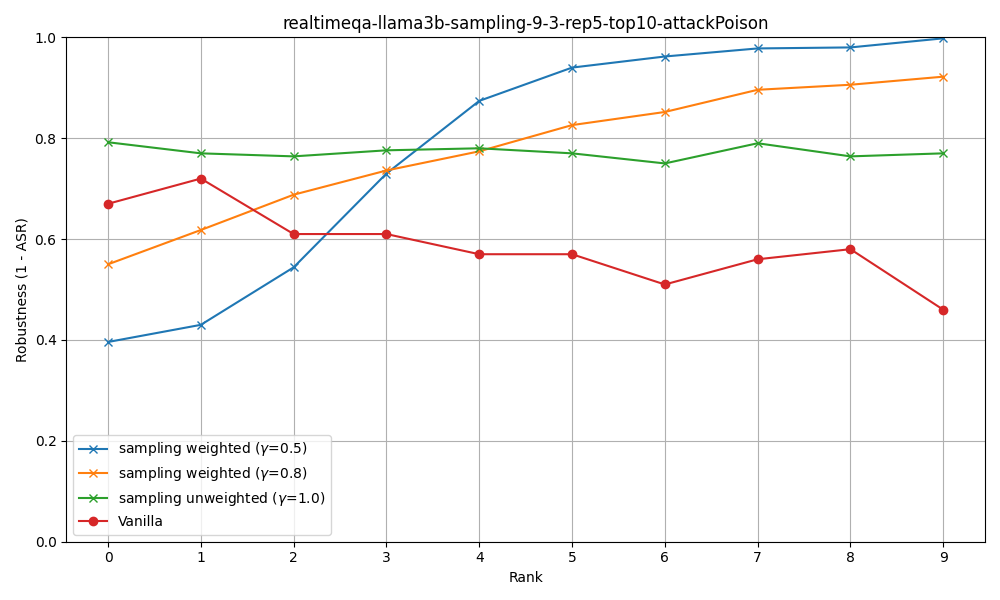 realtimeqa-llama3b-sampling-9-3-rep5-top10-attackPoison
Robustness (1 - ASR)
1.0
0.8
0.6
0.4
0.2
0.0
sampling weighted (γ=0.5)
sampling weighted (γ=0.8)
sampling unweighted (γ=1.0)
Vanilla
0 1 2 3 4 5 6 7 8 9
Rank